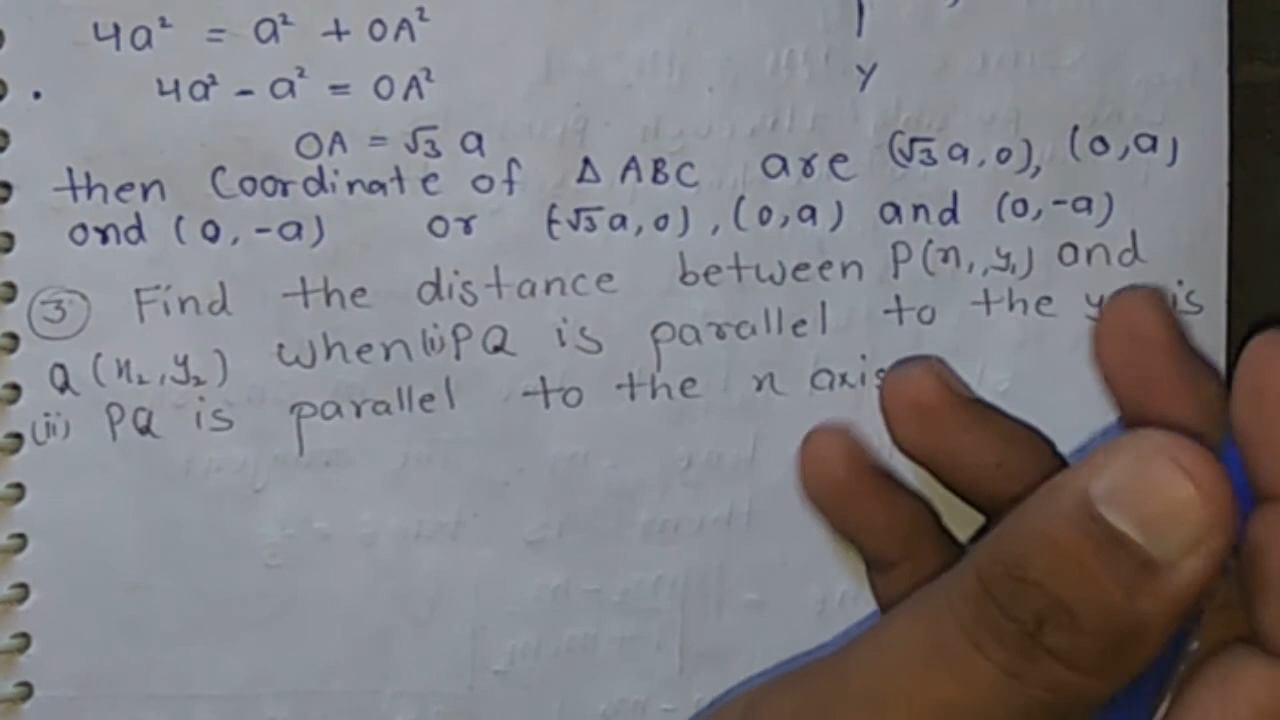 4a² = a² + OA²
y
4a² - a² = OA²
OA = √3 a
then Coordinate of Δ ABC are (√3a,0), (0,a)
and (0,-a) or (-√3a,0), (0,a) and (0,-a)
③ Find the distance between P(x₁,y₁) and
Q (x₂,y₂) when (i) PQ is parallel to the
(ii) PQ is parallel to the x axis